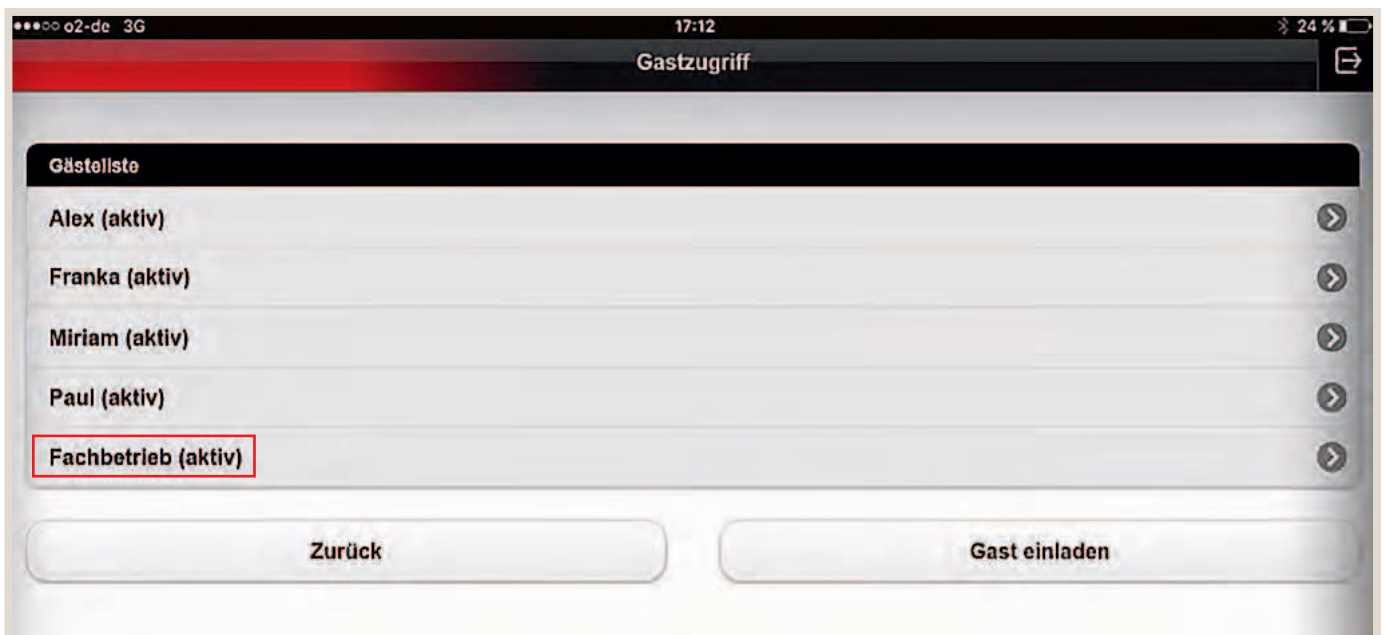 o2-de 3G 17:12 24 %
Gastzugriff
Gästeliste
Alex (aktiv)
Franka (aktiv)
Miriam (aktiv)
Paul (aktiv)
Fachbetrieb (aktiv)
Zurück Gast einladen